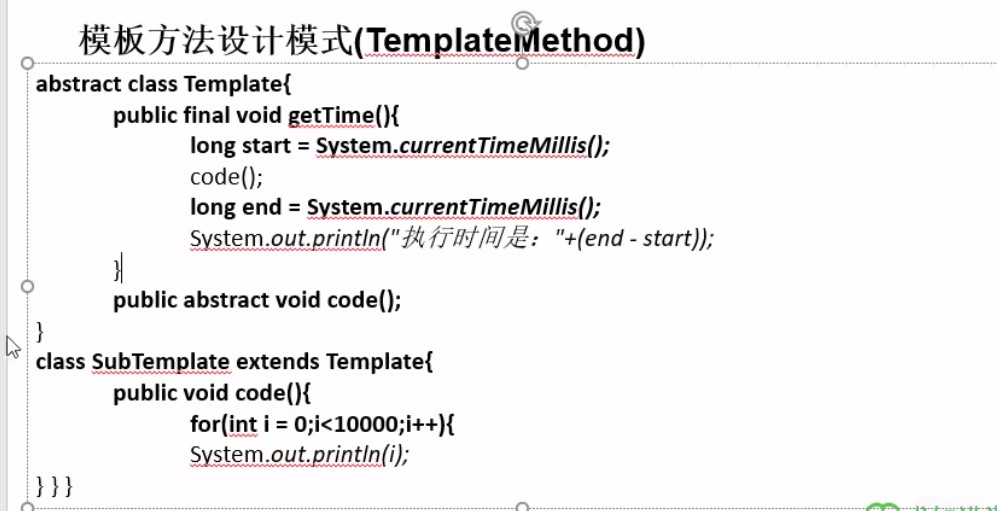 模板方法设计模式(TemplateMethod)
abstract class Template{
public final void getTime(){
long start = System.currentTimeMillis();
code();
long end = System.currentTimeMillis();
System.out.println("执行时间是："+(end - start));
}
public abstract void code();
}
class SubTemplate extends Template{
public void code(){
for(int i = 0;i<10000;i++){
System.out.println(i);
} } }